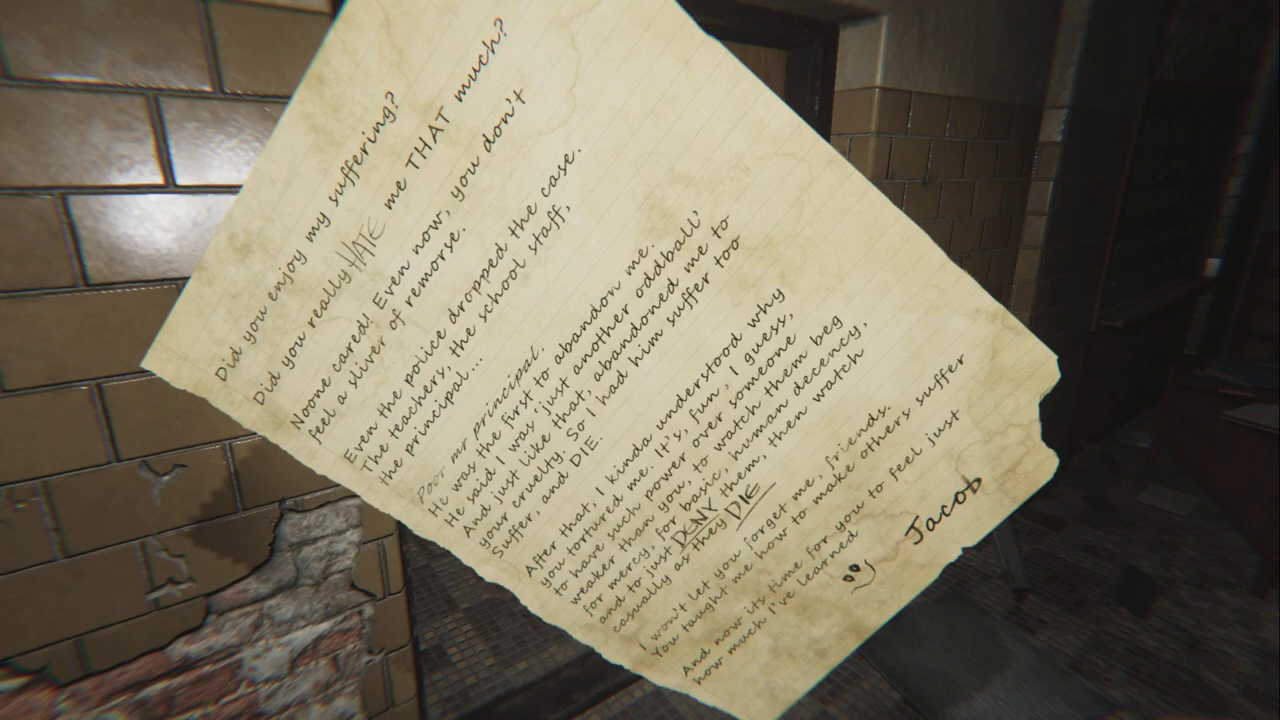 Did you enjoy my suffering?
Did you really HATE me THAT much?
Noone cared! Even now, you don't
feel a sliver of remorse.
Even the police dropped the case.
The teachers, the school staff,
the principal...
Poor mr principal.
He was the first to abandon me.
He said I was 'just another oddball'
And just like that, abandoned me to
your cruelty. So I had him suffer too
Suffer, and DIE.
After that, I kinda understood why
you tortured me. It's, fun, I guess,
to have such power over someone
weaker than you, to watch them beg
for mercy, for basic, human decency,
and to just DENY them, then watch
casually as they DIE
I won't let you forget me, friends.
You taught me how to make others suffer
And now its time for you to feel just
how much I've learned
Jacob